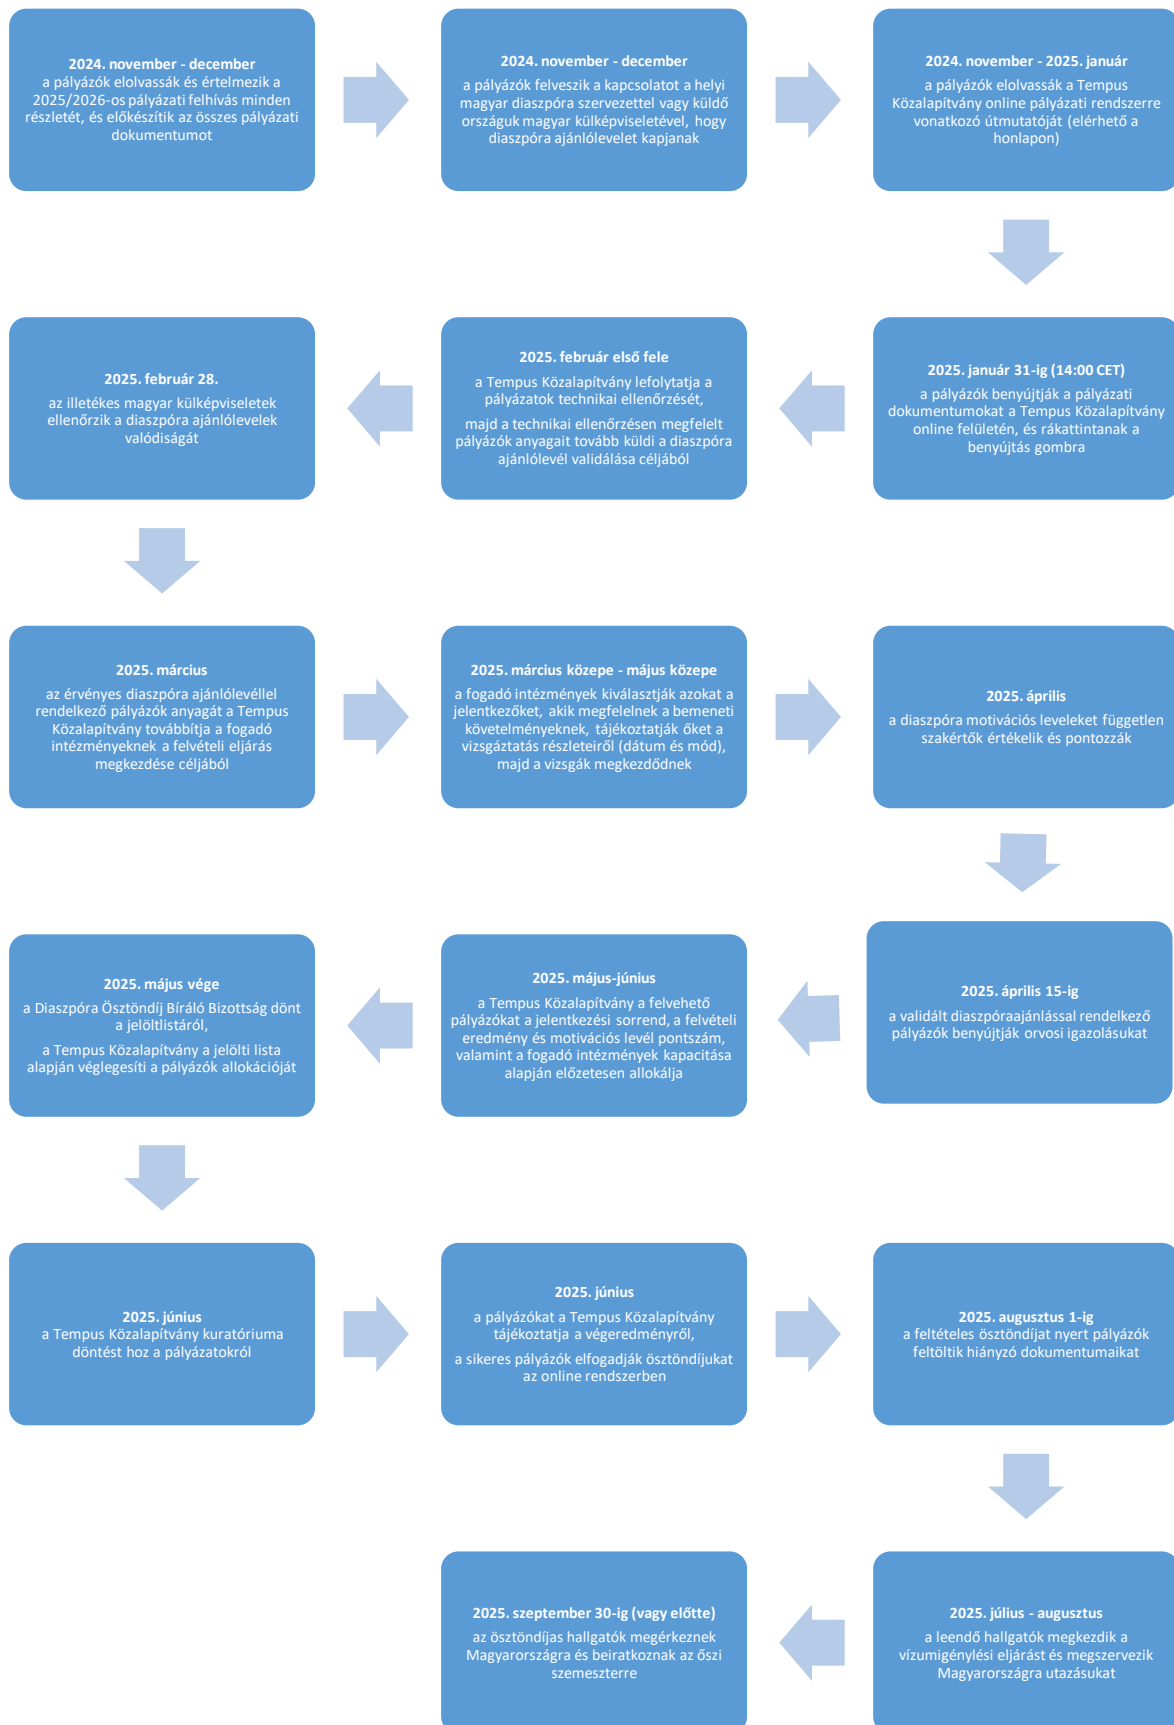 2024. november - december
a pályázók elolvassák és értelmezik a
2025/2026-os pályázati felhívás minden
részletét, és előkészítik az összes pályázati
dokumentumot
2024. november - december
a pályázók felveszik a kapcsolatot a helyi
magyar diaszpóra szervezettel vagy küldő
országuk magyar külképviseletével, hogy
diaszpóra ajánlólevelet kapjanak
2024. november - 2025. január
a pályázók elolvassák a Tempus
Közalapítvány online pályázati rendszerre
vonatkozó útmutatóját (elérhető a
honlapon)
2025. január 31-ig (14:00 CET)
a pályázók benyújtják a pályázati
dokumentumokat a Tempus Közalapítvány
online felületén, és rákattintanak a
benyújtás gombra
2025. február első fele
a Tempus Közalapítvány lefolytatja a
pályázatok technikai ellenőrzését,
majd a technikai ellenőrzésen megfelelt
pályázók anyagait tovább küldi a diaszpóra
ajánlólevél validálása céljából
2025. február 28.
az illetékes magyar külképviseletek
ellenőrzik a diaszpóra ajánlólevelek
valódiságát
2025. március
az érvényes diaszpóra ajánlólevéllel
rendelkező pályázók anyagát a Tempus
Közalapítvány továbbítja a fogadó
intézményeknek a felvételi eljárás
megkezdése céljából
2025. március közepe - május közepe
a fogadó intézmények kiválasztják azokat a
jelentkezőket, akik megfelelnek a bemeneti
követelményeknek, tájékoztatják őket a
vizsgáztatás részleteiről (dátum és mód),
majd a vizsgák megkezdődnek
2025. április
a diaszpóra motivációs leveleket független
szakértők értékelik és pontozzák
2025. április 15-ig
a validált diaszpóraajánlással rendelkező
pályázók benyújtják orvosi igazolásukat
2025. május-június
a Tempus Közalapítvány a felvehető
pályázókat a jelentkezési sorrend, a felvételi
eredmény és motivációs levél pontszám,
valamint a fogadó intézmények kapacitása
alapján előzetesen allokálja
2025. május vége
a Diaszpóra Ösztöndíj Bíráló Bizottság dönt
a jelöltlistáról,
a Tempus Közalapítvány a jelölti lista
alapján véglegesíti a pályázók allokációját
2025. június
a Tempus Közalapítvány kuratóriuma
döntést hoz a pályázatokról
2025. június
a pályázókat a Tempus Közalapítvány
tájékoztatja a végeredményről,
a sikeres pályázók elfogadják ösztöndíjukat
az online rendszerben
2025. augusztus 1-ig
a feltételes ösztöndíjat nyert pályázók
feltöltik hiányzó dokumentumaikat
2025. július - augusztus
a leendő hallgatók megkezdik a
vízumigénylési eljárást és megszervezik
Magyarországra utazásukat
2025. szeptember 30-ig (vagy előtte)
az ösztöndíjas hallgatók megérkeznek
Magyarországra és beiratkoznak az őszi
szemeszterre